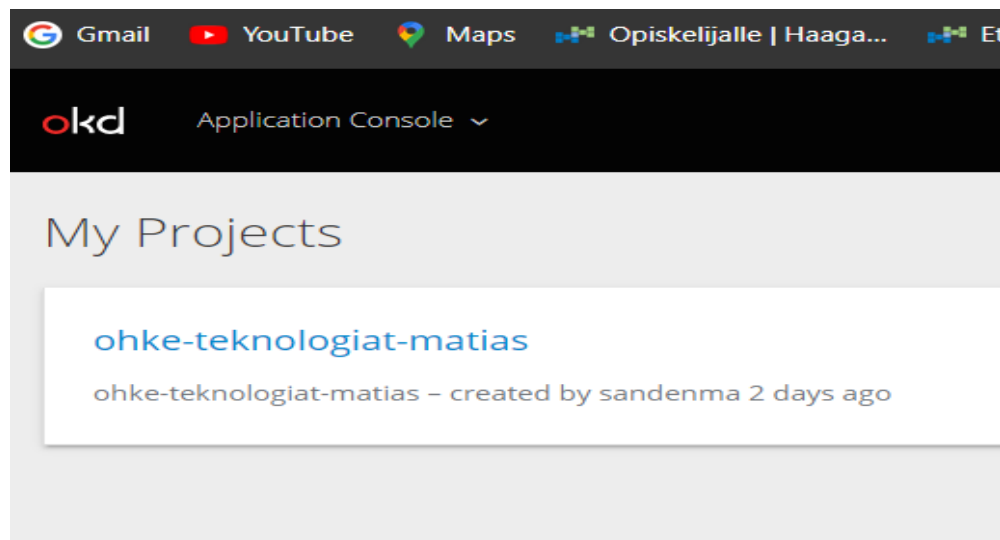 Gmail YouTube Maps Opiskelijalle | Haaga... Et
okd Application Console
My Projects
ohke-teknologiat-matias
ohke-teknologiat-matias – created by sandenma 2 days ago